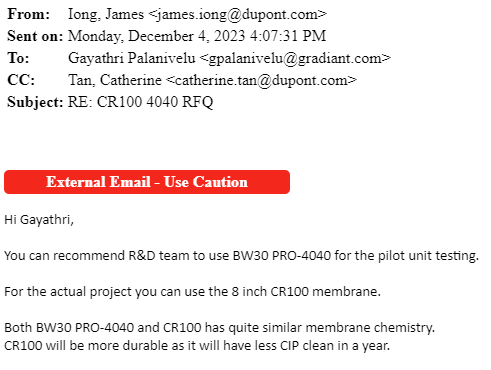 From: Iong, James <james.iong@dupont.com>
Sent on: Monday, December 4, 2023 4:07:31 PM
To: Gayathri Palanivelu <gpalanivelu@gradiant.com>
CC: Tan, Catherine <catherine.tan@dupont.com>
Subject: RE: CR100 4040 RFQ
External Email - Use Caution
Hi Gayathri,
You can recommend R&D team to use BW30 PRO-4040 for the pilot unit testing.
For the actual project you can use the 8 inch CR100 membrane.
Both BW30 PRO-4040 and CR100 has quite similar membrane chemistry.
CR100 will be more durable as it will have less CIP clean in a year.